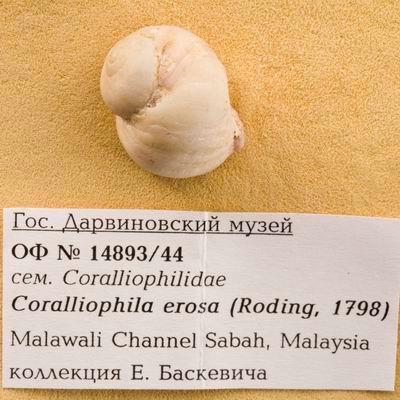 Гос. Дарвиновский музей
ОФ № 14893/44
сем. Coralliophilidae
Coralliophila erosa (Roding, 1798)
Malawali Channel Sabah, Malaysia
коллекция Е. Баскевича